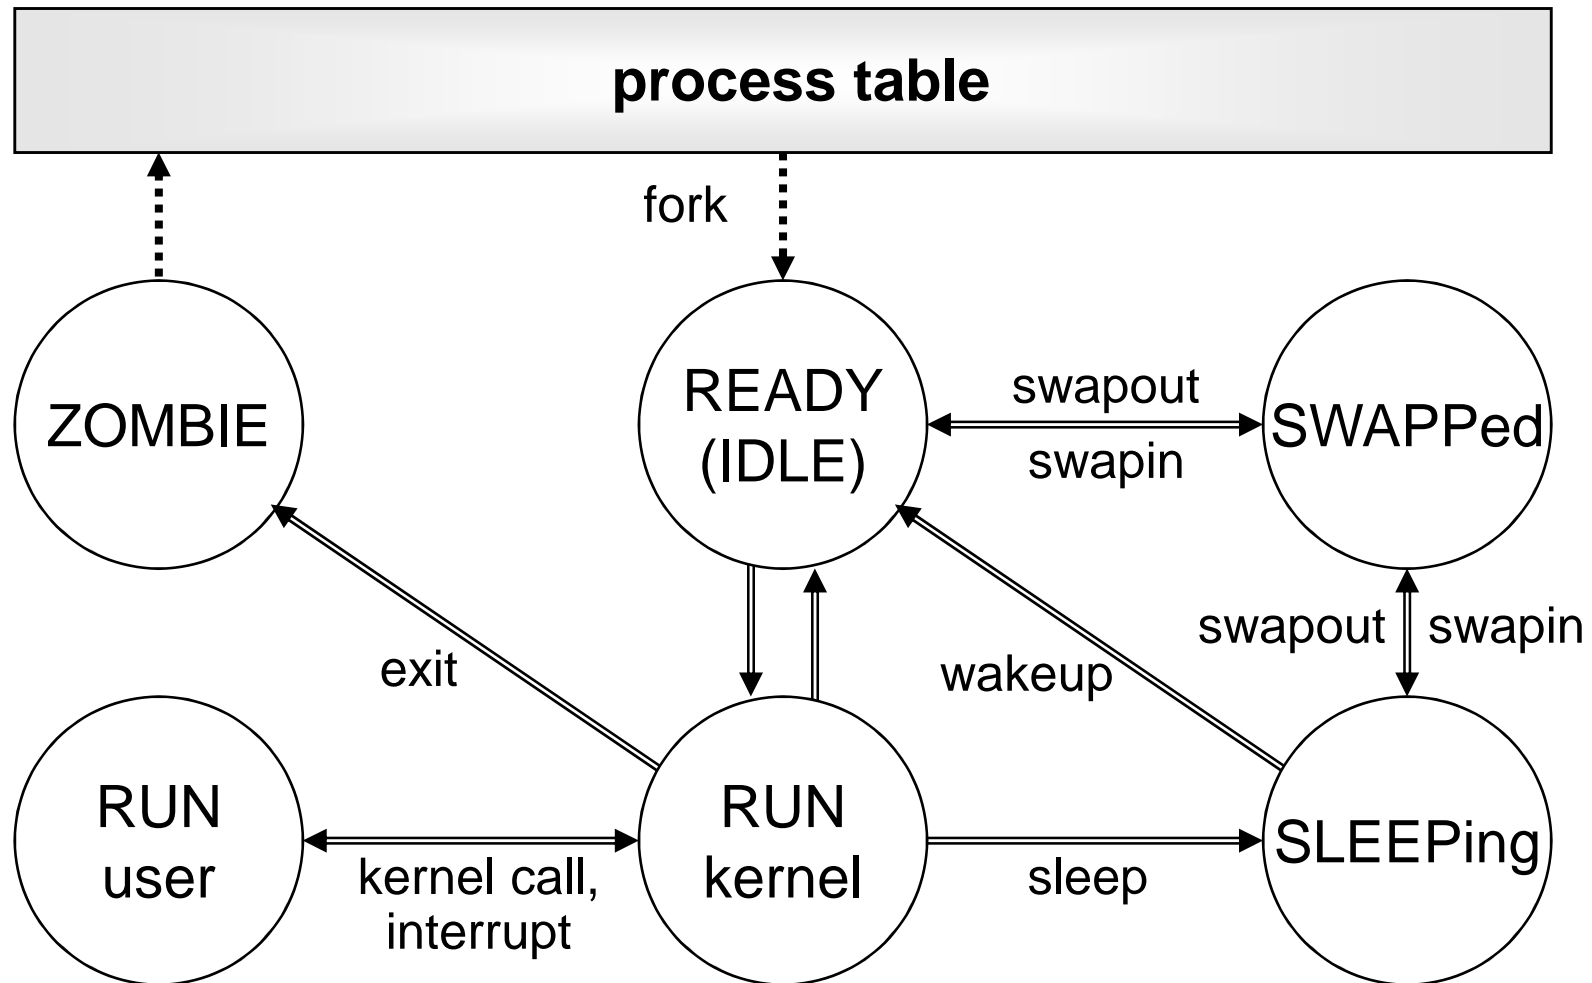 process table
fork
ZOMBIE
READY
(IDLE)
swapout
swapin
SWAPPed
exit
wakeup
swapout
swapin
RUN
user
kernel call,
interrupt
RUN
kernel
sleep
SLEEPing